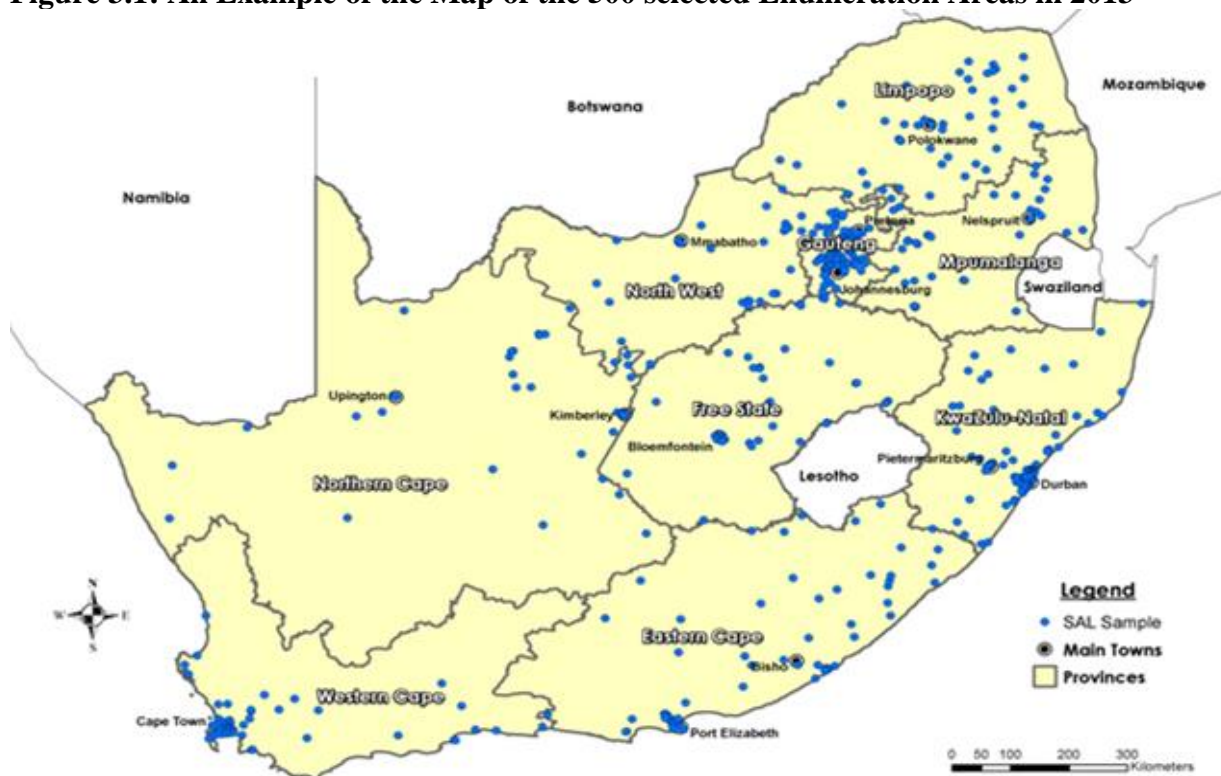 Figure 3.1: An Example of the Map of the 500 selected Enumeration Areas in 2013
Mozambique
Limpopo
Botswana
Polokwane
Namibia
Pretoria
Nelspruit
Mmabatho
Gauteng
Mpumalanga
North West
Johannesburg
Swaziland
Upington
Kimberley
Free State
KwaZulu-Natal
Bloemfontein
Pietermaritzburg
Lesotho
Durban
Northern Cape
N
W
E
S
Legend
SAL Sample
Main Towns
Provinces
Eastern Cape
Bisho
Western Cape
Cape Town
Port Elizabeth
0 50 100 200 300
Kilometers